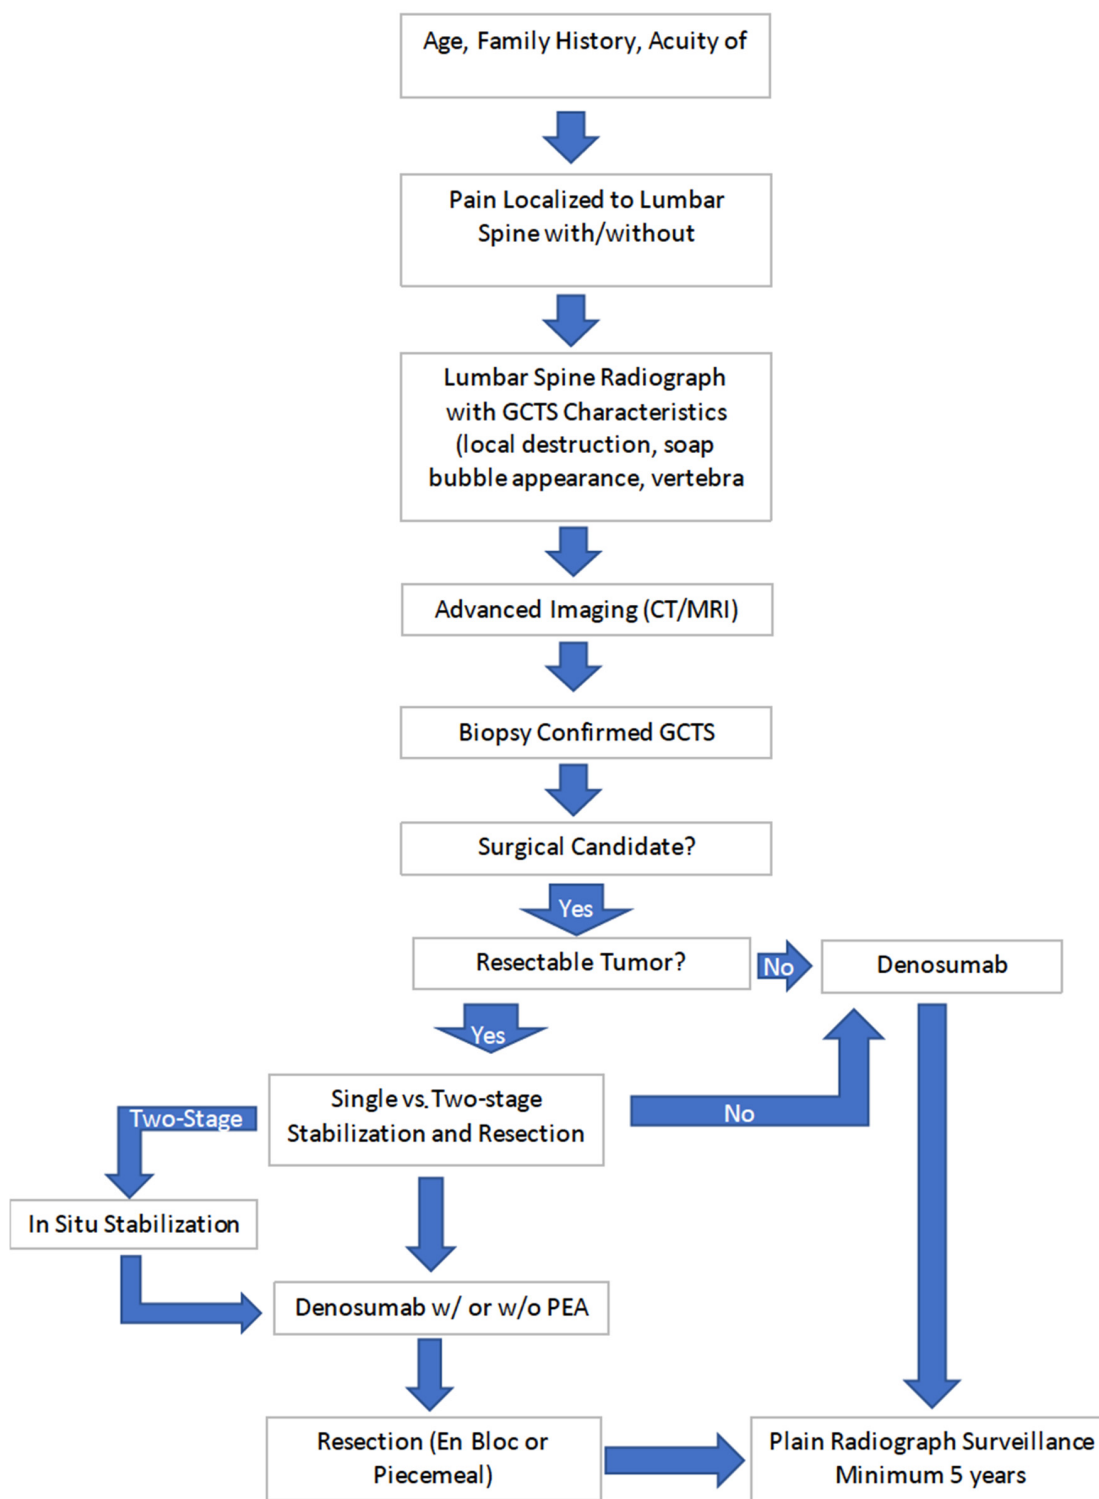 Age, Family History, Acuity of
Pain Localized to Lumbar
Spine with/without
Lumbar Spine Radiograph
with GCTS Characteristics
(local destruction, soap
bubble appearance, vertebra
Advanced Imaging (CT/MRI)
Biopsy Confirmed GCTS
Surgical Candidate?
Yes
Resectable Tumor?
No
Denosumab
Yes
Single vs. Two-stage
Stabilization and Resection
No
Two-Stage
In Situ Stabilization
Denosumab w/ or w/o PEA
Resection (En Bloc or
Piecemeal)
Plain Radiograph Surveillance
Minimum 5 years